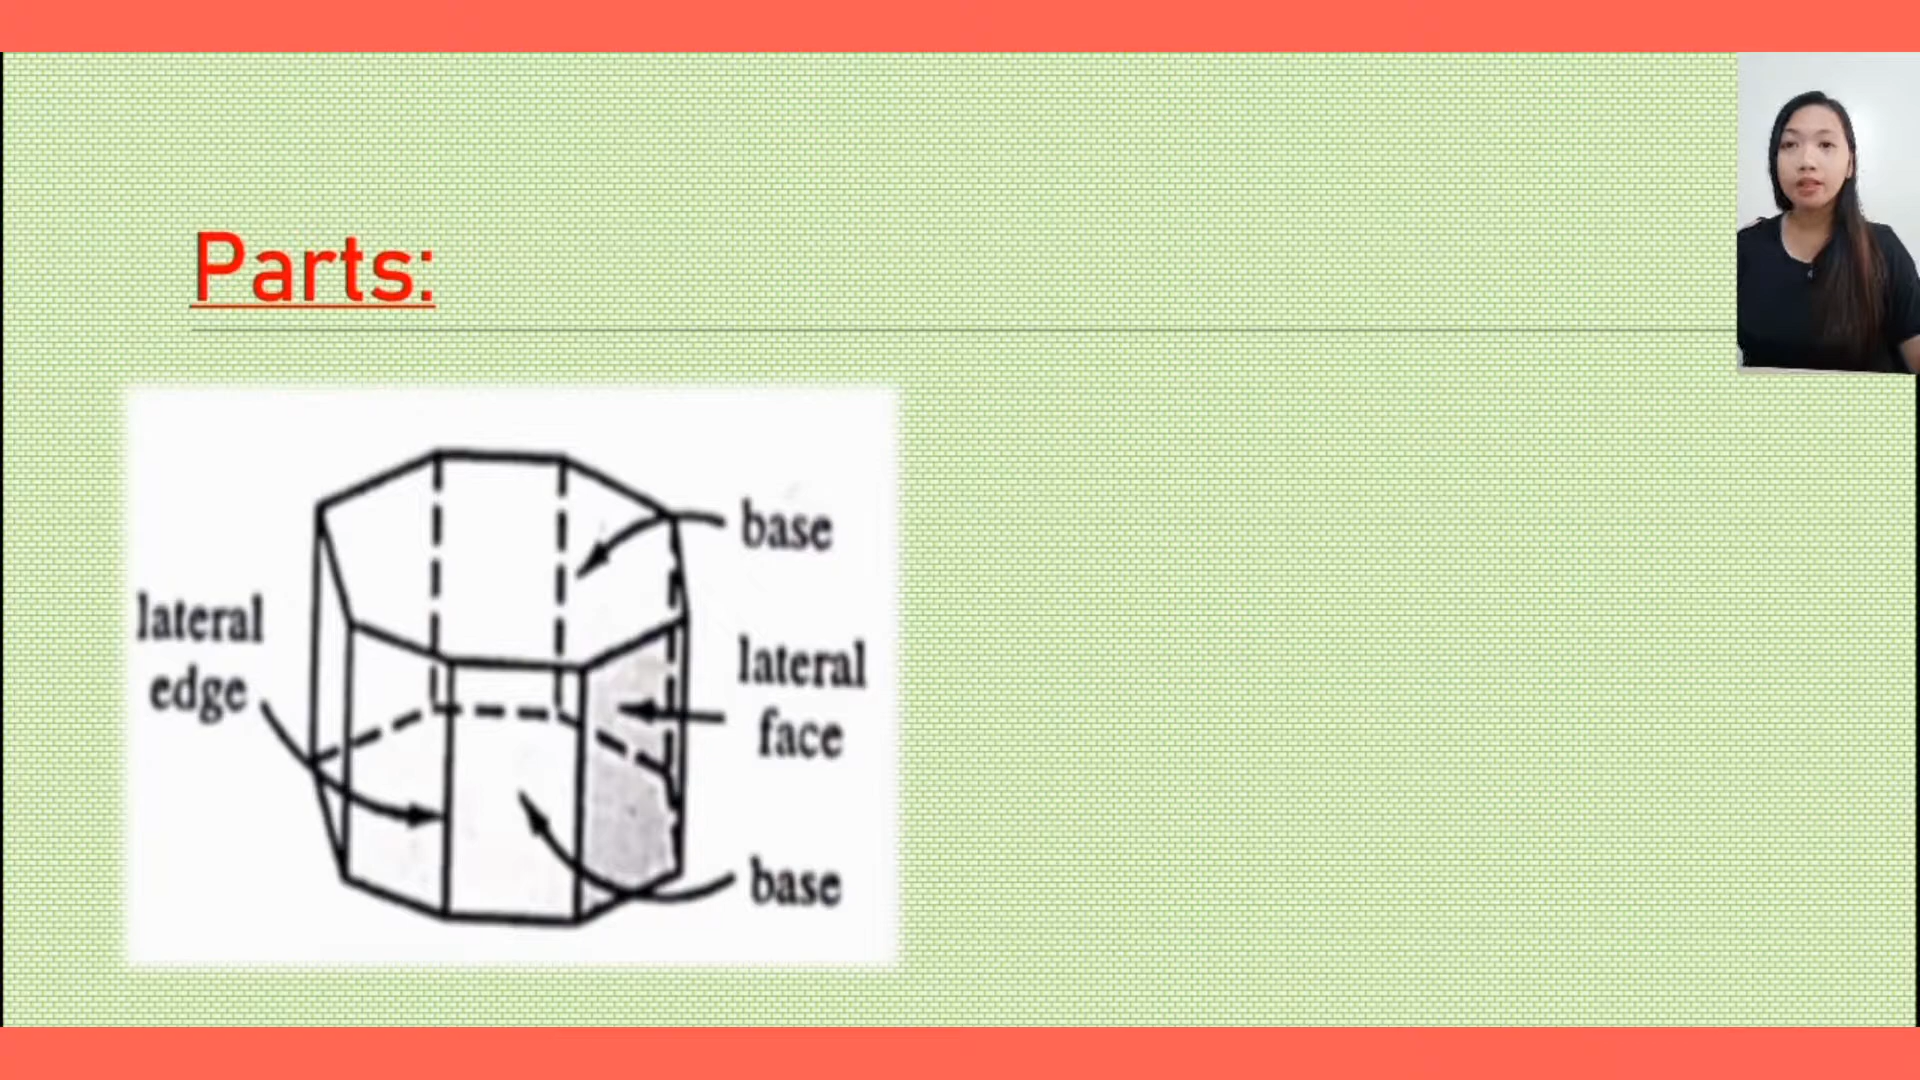 Parts:
base
lateral
edge
lateral
face
base